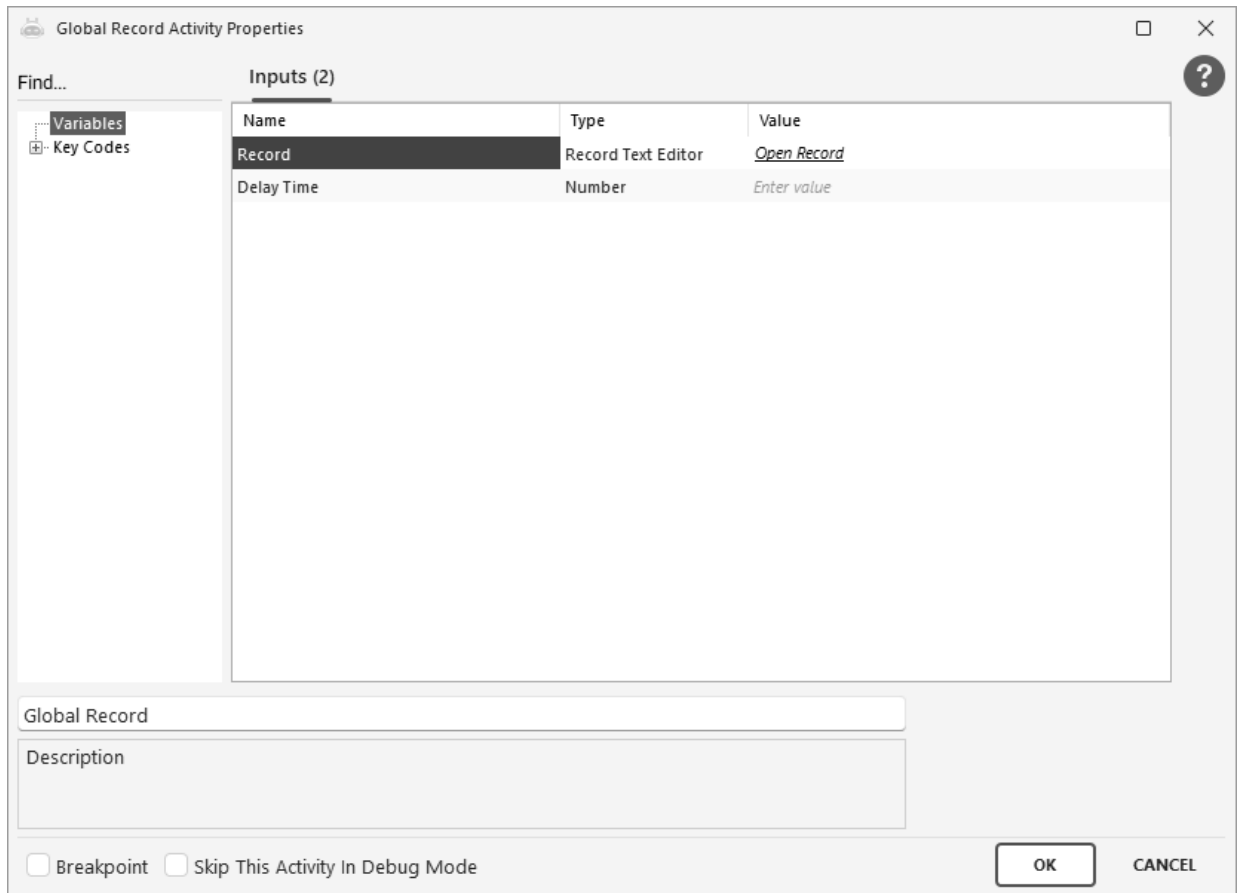 Global Record Activity Properties
Find...
Inputs (2)
?
Variables
Key Codes
Name Type Value
Record Record Text Editor Open Record
Delay Time Number Enter value
Global Record
Description
Breakpoint Skip This Activity In Debug Mode OK CANCEL